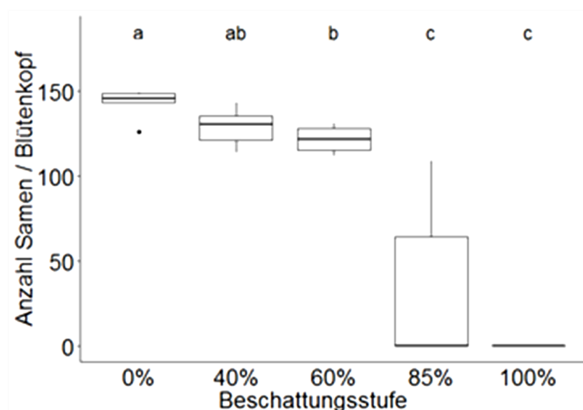 a ab b c c
Anzahl Samen / Blütenkopf
150
100
50
0
0% 40% 60% 85% 100%
Beschattungsstufe